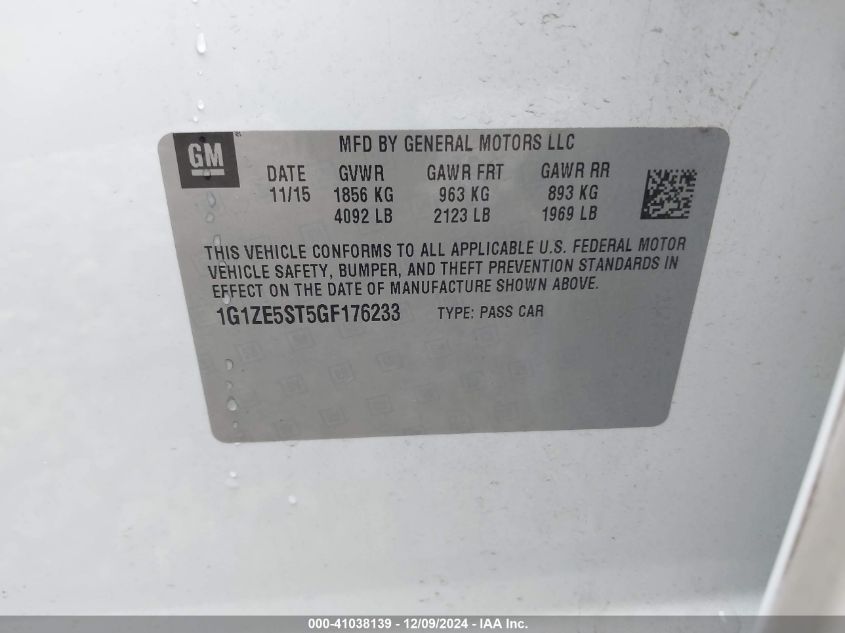 GM
MFD BY GENERAL MOTORS LLC
DATE GVWR GAWR FRT GAWR RR
11/15 1856 KG 963 KG 893 KG
4092 LB 2123 LB 1969 LB
THIS VEHICLE CONFORMS TO ALL APPLICABLE U.S. FEDERAL MOTOR
VEHICLE SAFETY, BUMPER, AND THEFT PREVENTION STANDARDS IN
EFFECT ON THE DATE OF MANUFACTURE SHOWN ABOVE.
1G1ZE5ST5GF176233 TYPE: PASS CAR
000-41038139 - 12/09/2024 - IAA Inc.